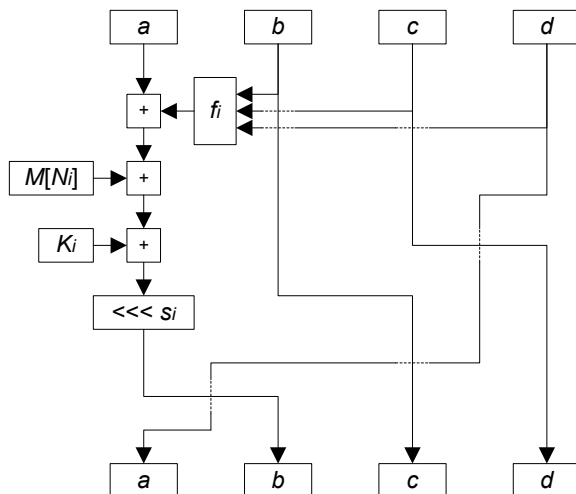 a b c d
fi
+
M[Ni] +
Ki +
<<< si
a b c d